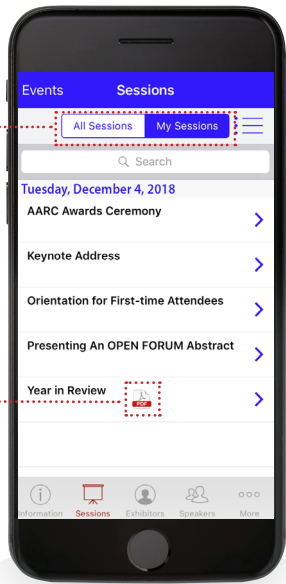 Events Sessions
All Sessions My Sessions
Search
Tuesday, December 4, 2018
AARC Awards Ceremony
Keynote Address
Orientation for First-time Attendees
Presenting An OPEN FORUM Abstract
Year in Review PDF
Information Sessions Exhibitors Speakers More